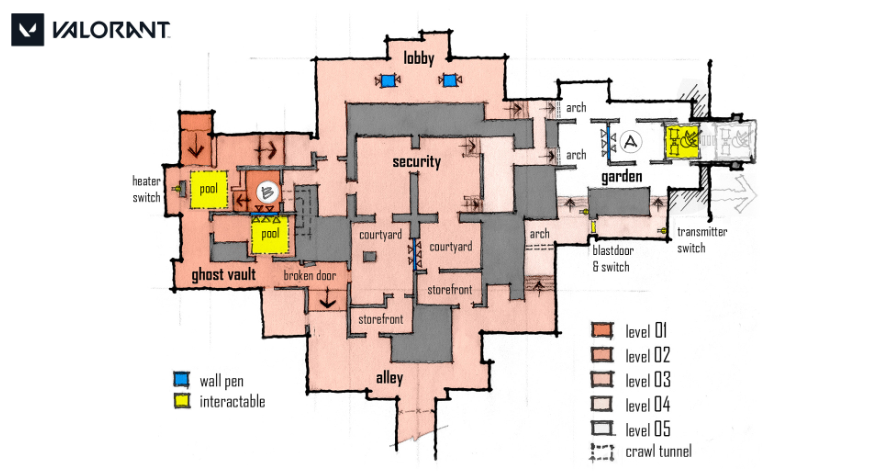 VALORANT
lobby
arch
A
security
arch
garden
heater
switch
pool
B
pool
courtyard
courtyard
arch
transmitter
switch
blastdoor
& switch
ghost vault
broken door
storefront
storefront
alley
wall pen
interactable
level 01
level 02
level 03
level 04
level 05
crawl tunnel